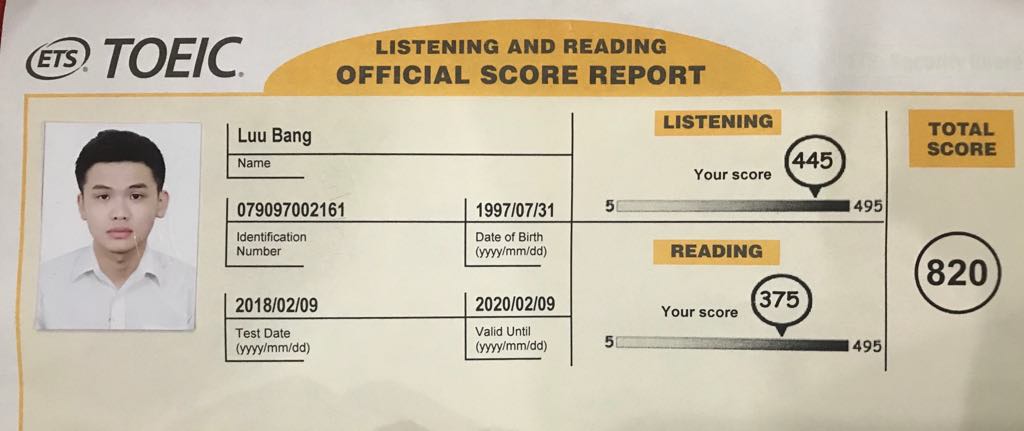 ETS® TOEIC®
LISTENING AND READING
OFFICIAL SCORE REPORT
Luu Bang
Name
079097002161
Identification
Number
1997/07/31
Date of Birth
(yyyy/mm/dd)
2018/02/09
Test Date
(yyyy/mm/dd)
2020/02/09
Valid Until
(yyyy/mm/dd)
LISTENING
Your score 445
5 495
READING
Your score 375
5 495
TOTAL
SCORE
820